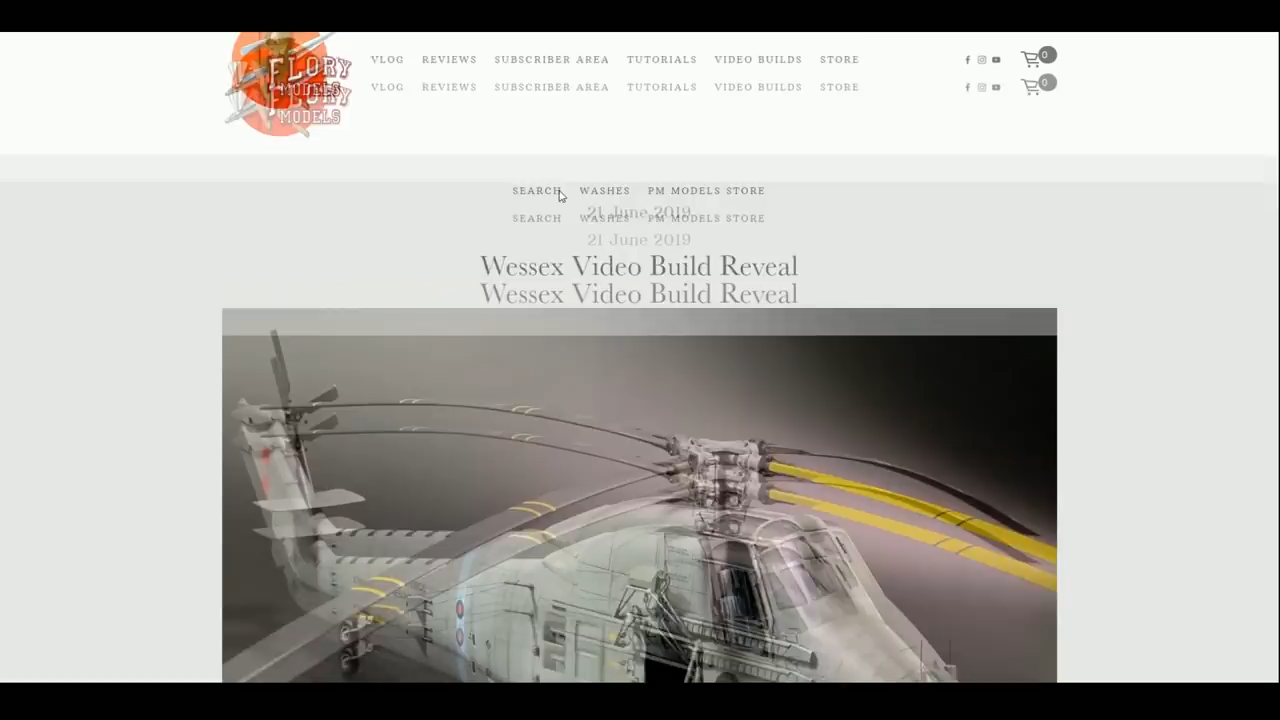 FLORY
MODELS
FLORY
MODELS
VLOG REVIEWS SUBSCRIBER AREA TUTORIALS VIDEO BUILDS STORE
0
VLOG REVIEWS SUBSCRIBER AREA TUTORIALS VIDEO BUILDS STORE
0
SEARCH WASHES PM MODELS STORE
21 June 2019
SEARCH WASHES PM MODELS STORE
21 June 2019
Wessex Video Build Reveal
Wessex Video Build Reveal